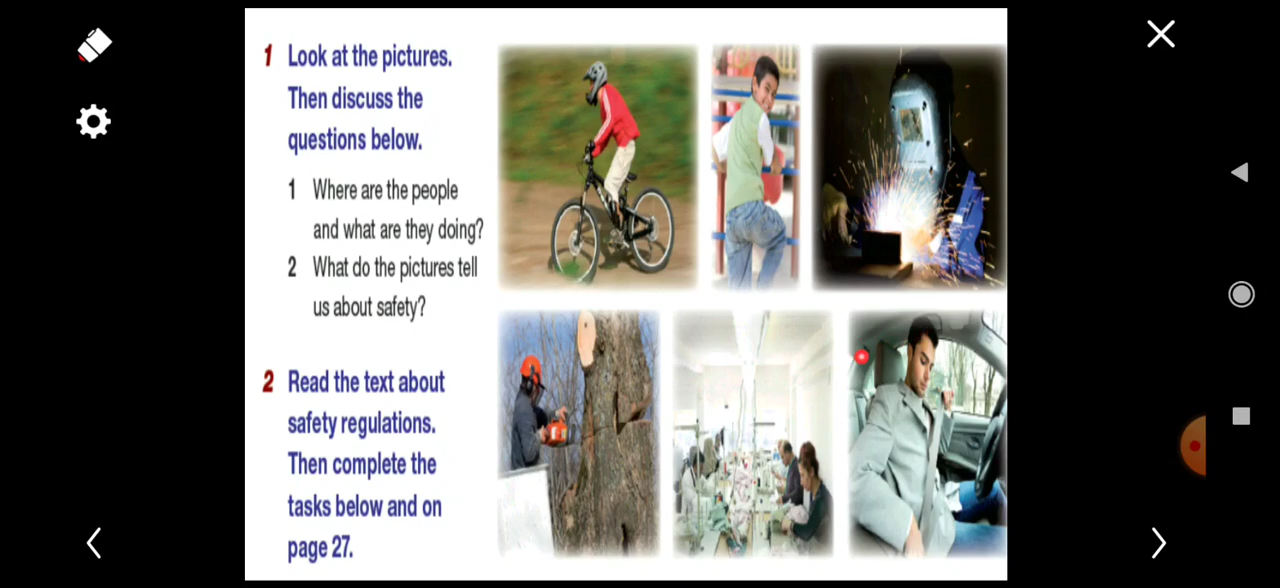 1 Look at the pictures.
Then discuss the
questions below.
1 Where are the people
and what are they doing?
2 What do the pictures tell
us about safety?
2 Read the text about
safety regulations.
Then complete the
tasks below and on
page 27.